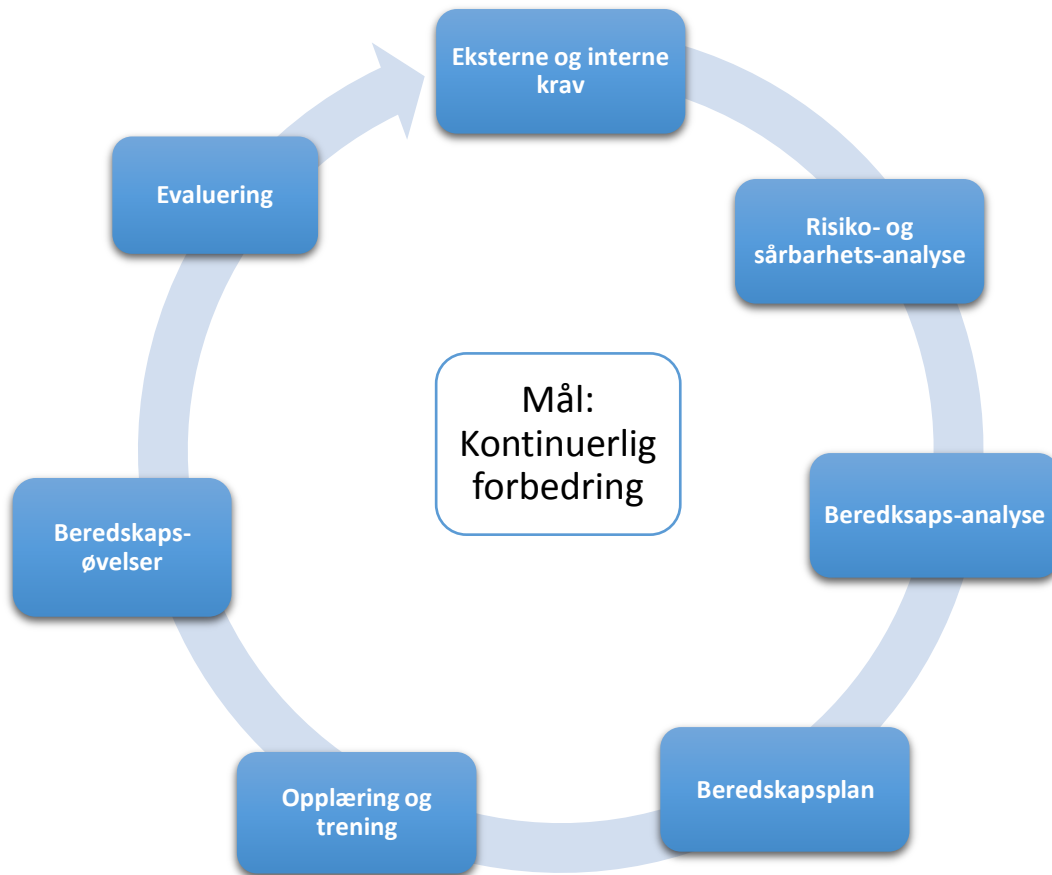 Eksterne og interne
krav
Risiko- og
sårbarhets-analyse
Beredksaps-analyse
Beredskapsplan
Opplæring og
trening
Beredskaps-
øvelser
Evaluering
Mål:
Kontinuerlig
forbedring